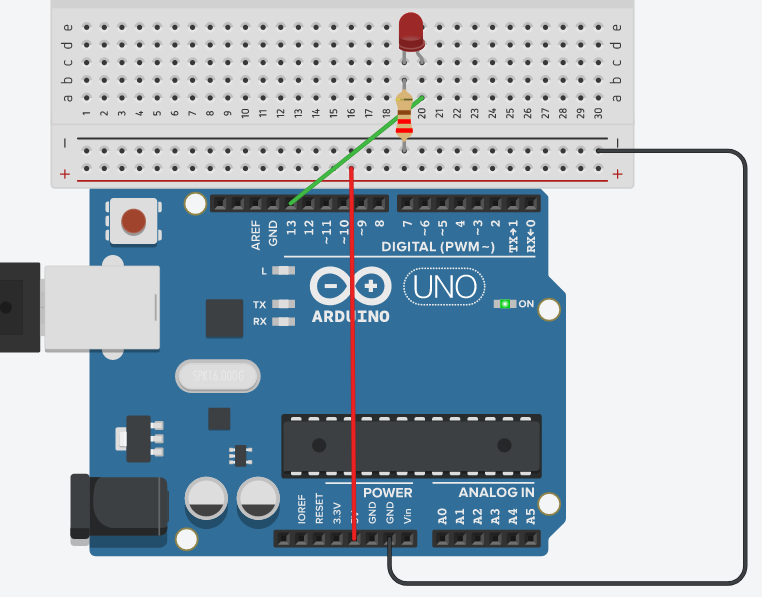 e e
d d
c c
b b
a a
1 2 3 4 5 6 7 8 9 10 11 12 13 14 15 16 17 18 20 21 22 23 24 25 26 27 28 29 30
− −
+ +
AREF GND 13 12 ~11 ~10 ~9 8 7 ~6 ~5 4 ~3 2 TX→1 RX←0
DIGITAL (PWM~)
L
TX
RX
UNO
ON
ARDUINO
POWER
ANALOG IN
IOREF RESET 3.3V GND GND Vin A0 A1 A2 A3 A4 A5